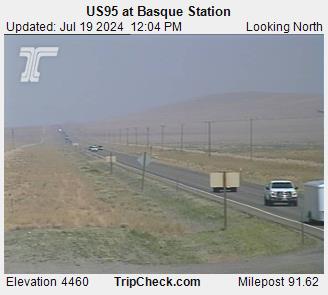 US95 at Basque Station
Updated: Jul 19 2024 12:04 PM Looking North
Elevation 4460 TripCheck.com Milepost 91.62